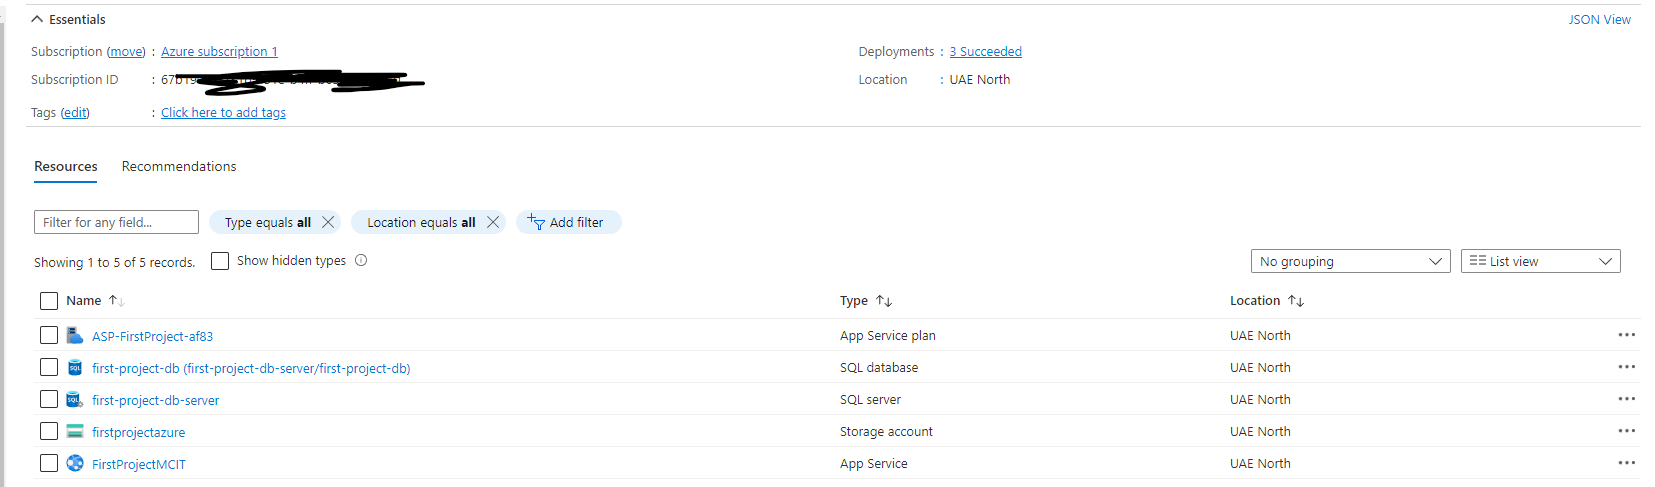 Essentials
JSON View
Subscription (move) : Azure subscription 1
Deployments : 3 Succeeded
Subscription ID :
Location : UAE North
Tags (edit) : Click here to add tags
Resources Recommendations
Filter for any field... Type equals all Location equals all Add filter
Showing 1 to 5 of 5 records. Show hidden types No grouping List view
Name Type Location
ASP-FirstProject-af83 App Service plan UAE North
first-project-db (first-project-db-server/first-project-db) SQL database UAE North
first-project-db-server SQL server UAE North
firstprojectazure Storage account UAE North
FirstProjectMCIT App Service UAE North